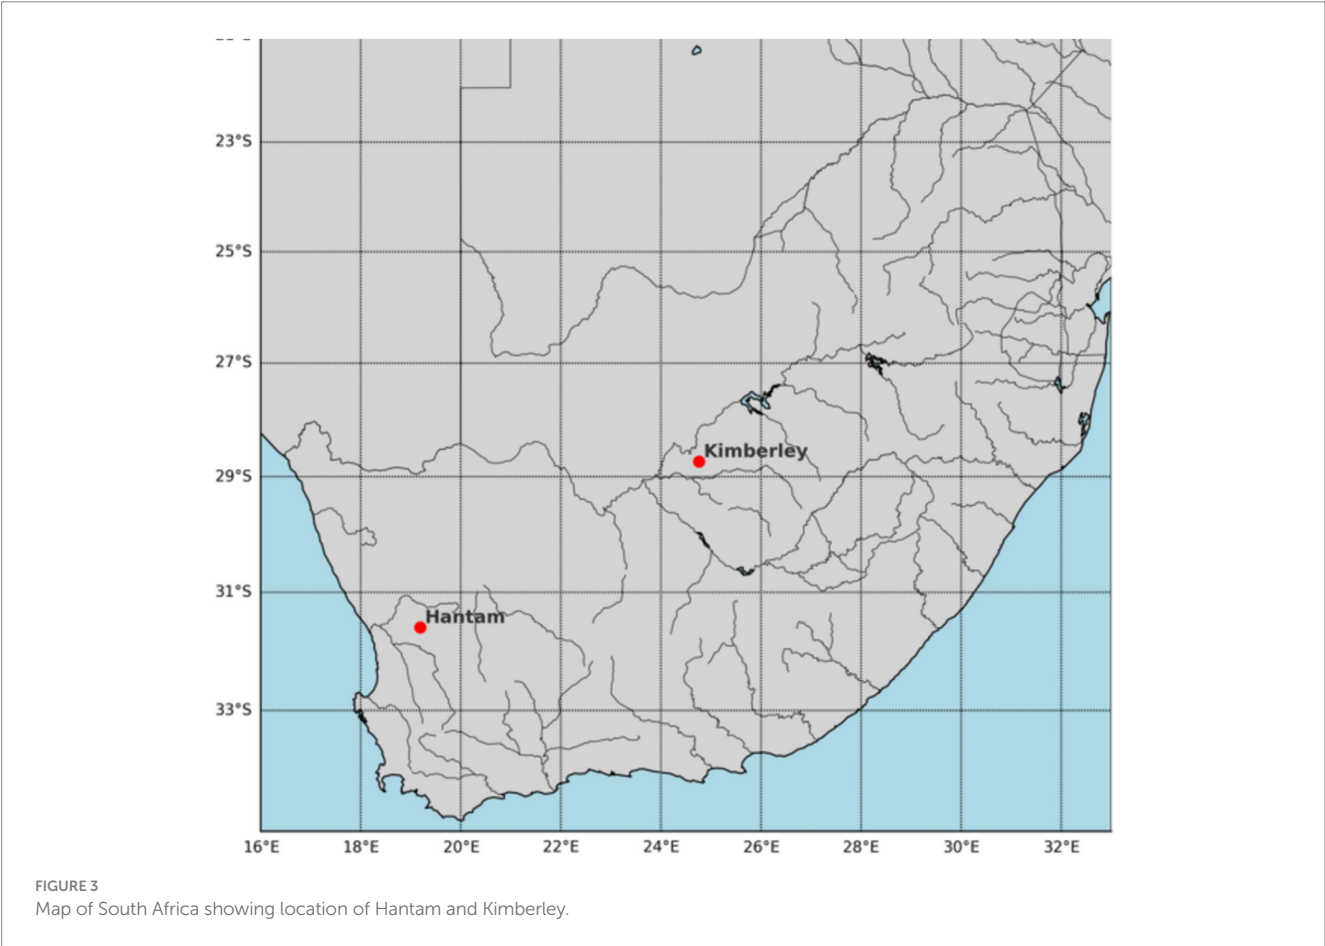 23°S
25°S
27°S
Kimberley
29°S
31°S
Hantam
33°S
16°E 18°E 20°E 22°E 24°E 26°E 28°E 30°E 32°E
FIGURE 3
Map of South Africa showing location of Hantam and Kimberley.